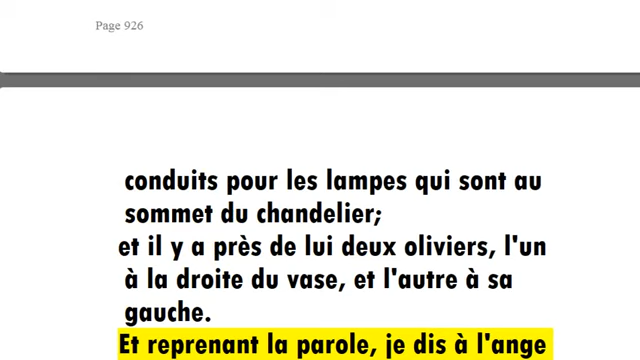 Page 926
conduits pour les lampes qui sont au
sommet du chandelier;
et il y a près de lui deux oliviers, l'un
à la droite du vase, et l'autre à sa
gauche.
Et reprenant la parole, je dis à l'ange